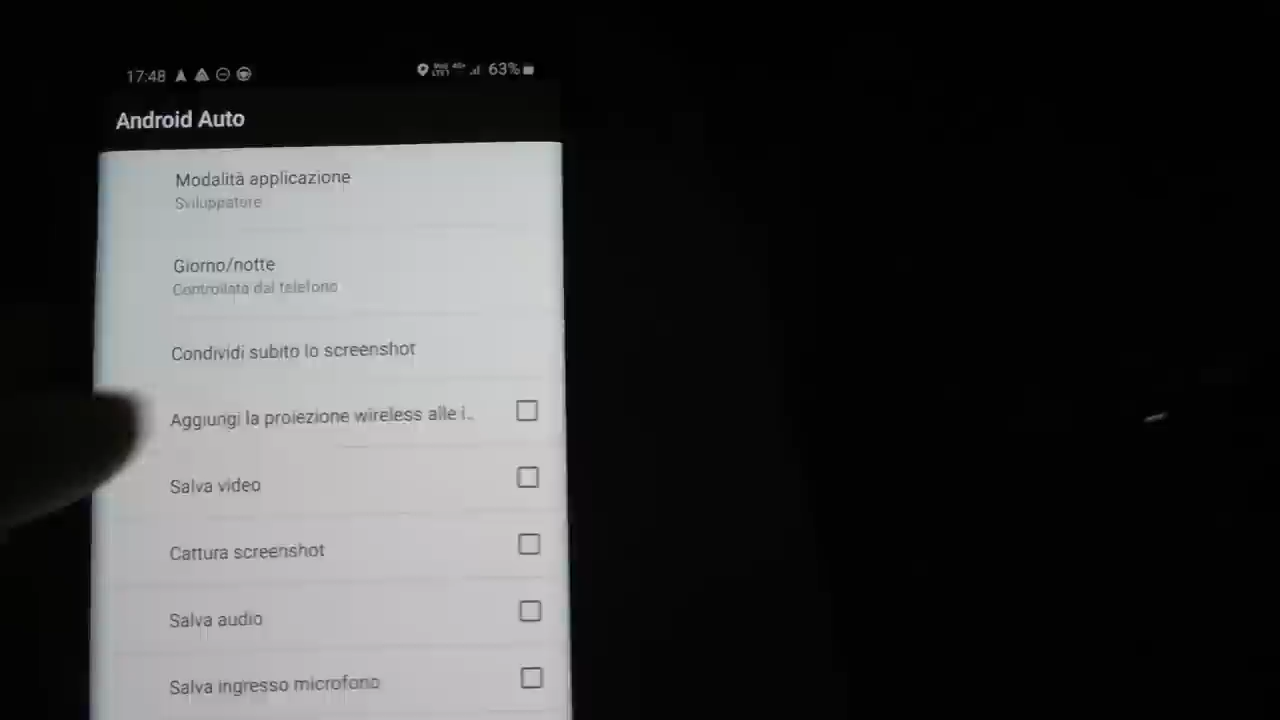 17:48 63%
Android Auto
Modalità applicazione
Sviluppatore
Giorno/notte
Controllata dal telefono
Condividi subito lo screenshot
Aggiungi la proiezione wireless alle i..
Salva video
Cattura screenshot
Salva audio
Salva ingresso microfono